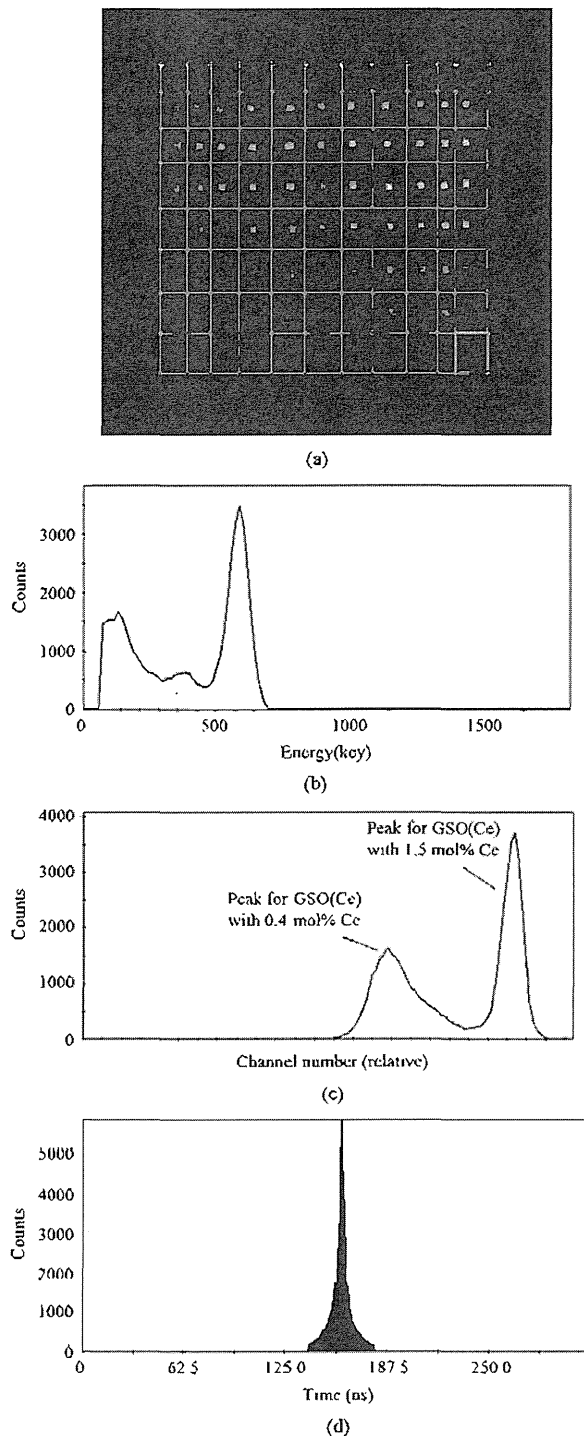 (a)
3000
2000
1000
0
Counts
0 500 1000 1500
Energy(key)
(b)
4000
3000
2000
1000
0
Counts
Peak for GSO(Ce)
with 1.5 mol% Ce
Peak for GSO(Ce)
with 0.4 mol% Ce
Channel number (relative)
(c)
5000
4000
3000
2000
1000
0
Counts
0 62 5 125 0 187 5 250 0
Time (ns)
(d)